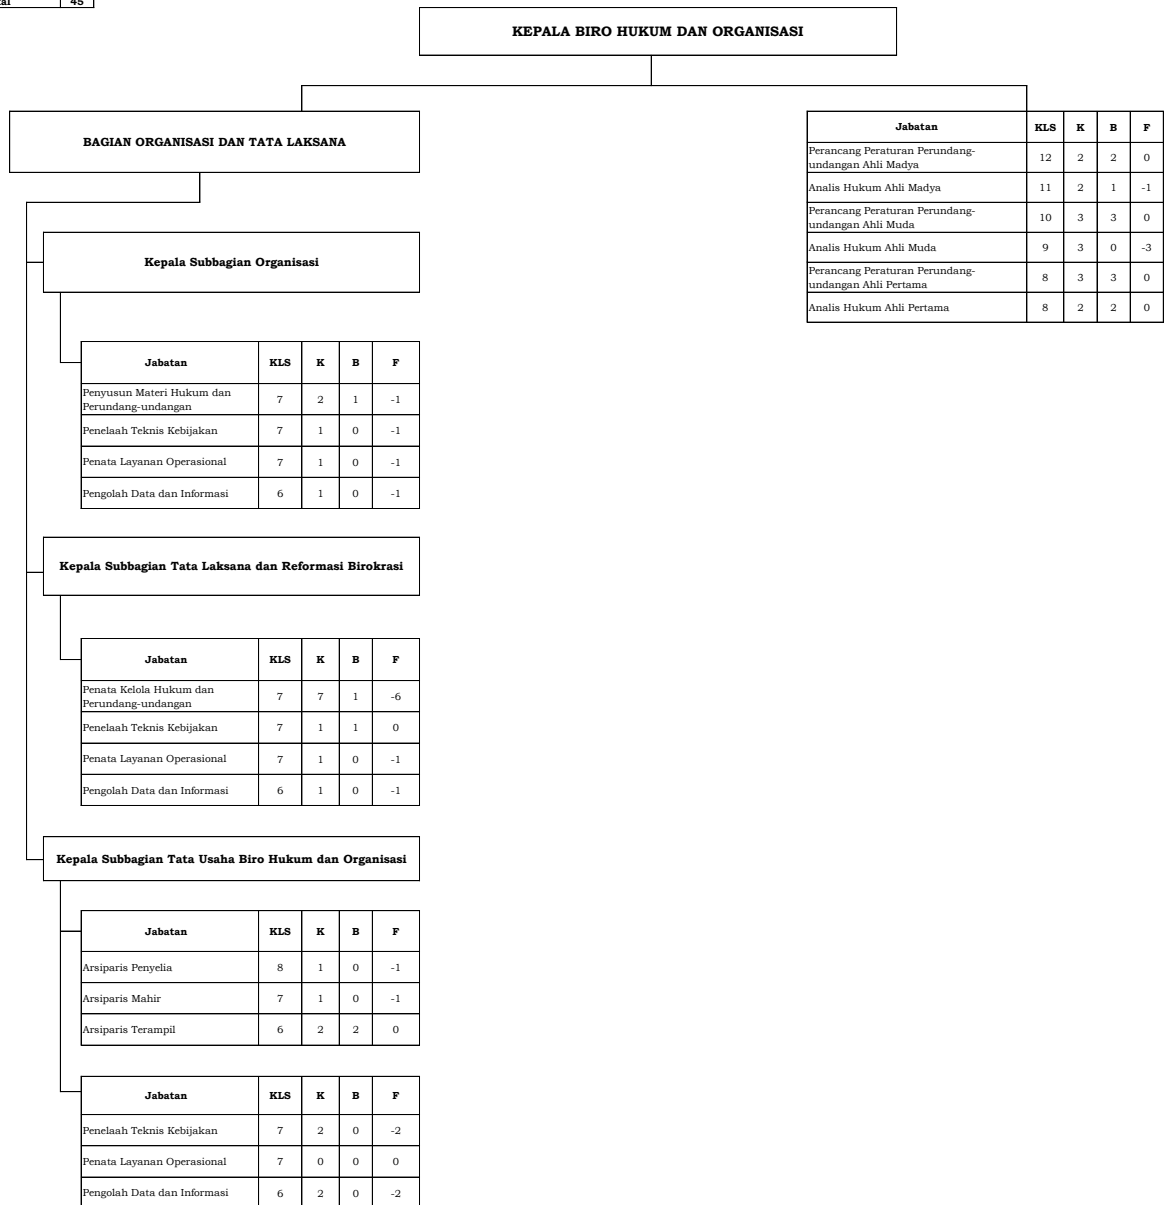 45
KEPALA BIRO HUKUM DAN ORGANISASI
BAGIAN ORGANISASI DAN TATA LAKSANA
Jabatan KLS K B F
Perancang Peraturan Perundang-
undangan Ahli Madya 12 2 2 0
Analis Hukum Ahli Madya 11 2 1 -1
Perancang Peraturan Perundang-
undangan Ahli Muda 10 3 3 0
Analis Hukum Ahli Muda 9 3 0 -3
Perancang Peraturan Perundang-
undangan Ahli Pertama 8 3 3 0
Analis Hukum Ahli Pertama 8 2 2 0
Kepala Subbagian Organisasi
Jabatan KLS K B F
Penyusun Materi Hukum dan
Perundang-undangan 7 2 1 -1
Penelaah Teknis Kebijakan 7 1 0 -1
Penata Layanan Operasional 7 1 0 -1
Pengolah Data dan Informasi 6 1 0 -1
Kepala Subbagian Tata Laksana dan Reformasi Birokrasi
Jabatan KLS K B F
Penata Kelola Hukum dan
Perundang-undangan 7 7 1 -6
Penelaah Teknis Kebijakan 7 1 1 0
Penata Layanan Operasional 7 1 0 -1
Pengolah Data dan Informasi 6 1 0 -1
Kepala Subbagian Tata Usaha Biro Hukum dan Organisasi
Jabatan KLS K B F
Arsiparis Penyelia 8 1 0 -1
Arsiparis Mahir 7 1 0 -1
Arsiparis Terampil 6 2 2 0
Jabatan KLS K B F
Penelaah Teknis Kebijakan 7 2 0 -2
Penata Layanan Operasional 7 0 0 0
Pengolah Data dan Informasi 6 2 0 -2